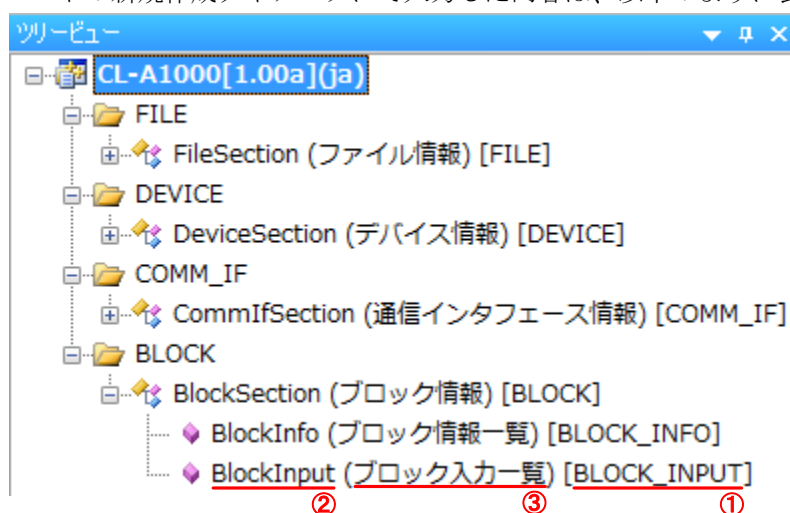 ツリービュー
CL-A1000[1.00a](ja)
FILE
FileSection (ファイル情報) [FILE]
DEVICE
DeviceSection (デバイス情報) [DEVICE]
COMM_IF
CommIfSection (通信インタフェース情報) [COMM_IF]
BLOCK
BlockSection (ブロック情報) [BLOCK]
BlockInfo (ブロック情報一覧) [BLOCK_INFO]
BlockInput (ブロック入力一覧) [BLOCK_INPUT]
② ③ ①